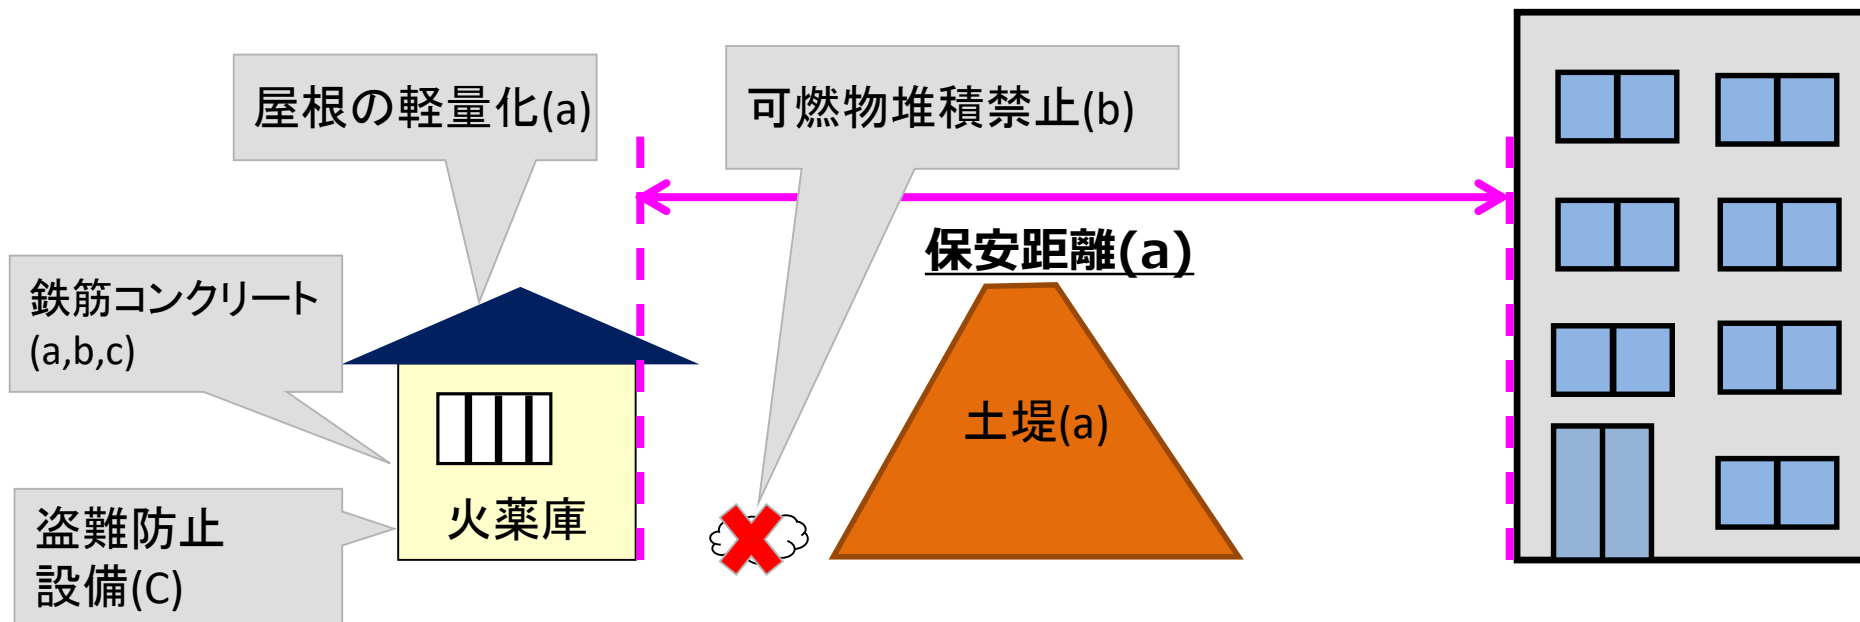 屋根の軽量化(a)
可燃物堆積禁止(b)
保安距離(a)
鉄筋コンクリート
(a,b,c)
土堤(a)
火薬庫
盗難防止
設備(C)